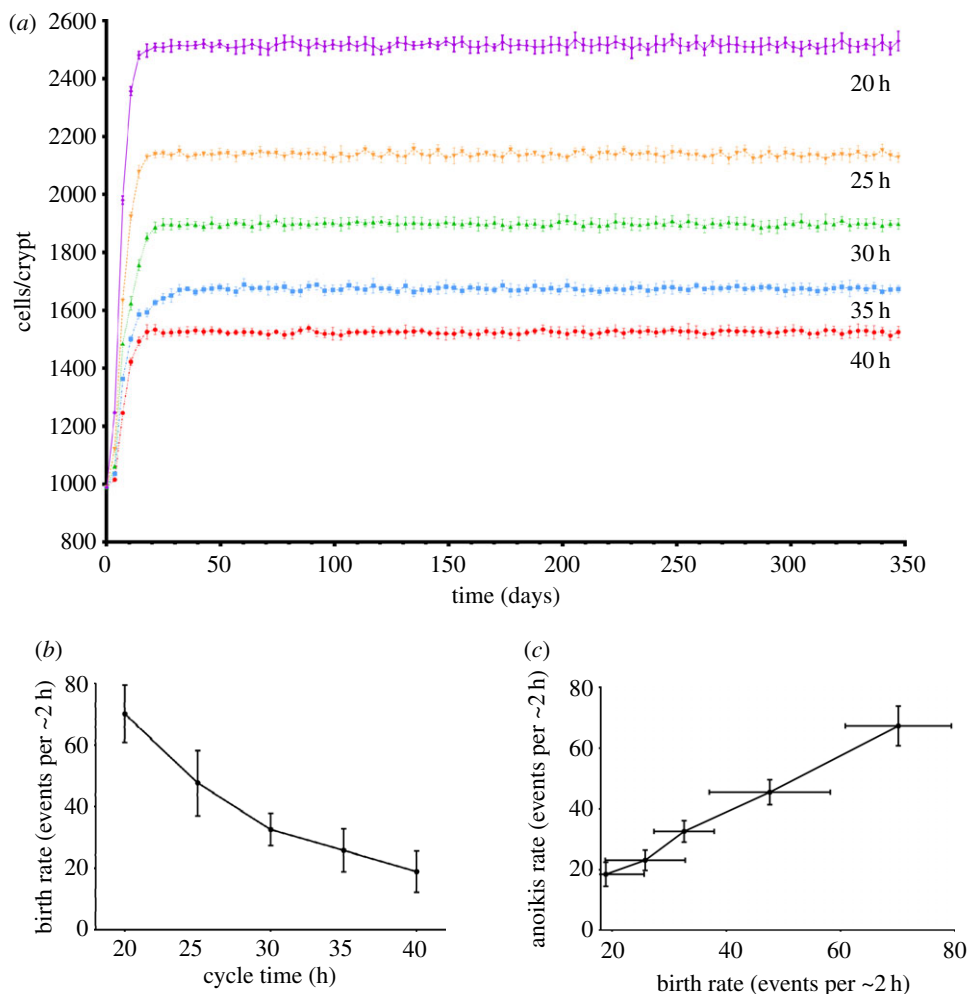 (a)
2600
2400
2200
2000
1800
1600
1400
1200
1000
800
cells/crypt
20 h
25 h
30 h
35 h
40 h
0 50 100 150 200 250 300 350
time (days)
(b)
80
60
40
20
0
birth rate (events per ~2 h)
20 25 30 35 40
cycle time (h)
(c)
80
60
40
20
0
anoikis rate (events per ~2 h)
20 40 60 80
birth rate (events per ~2 h)